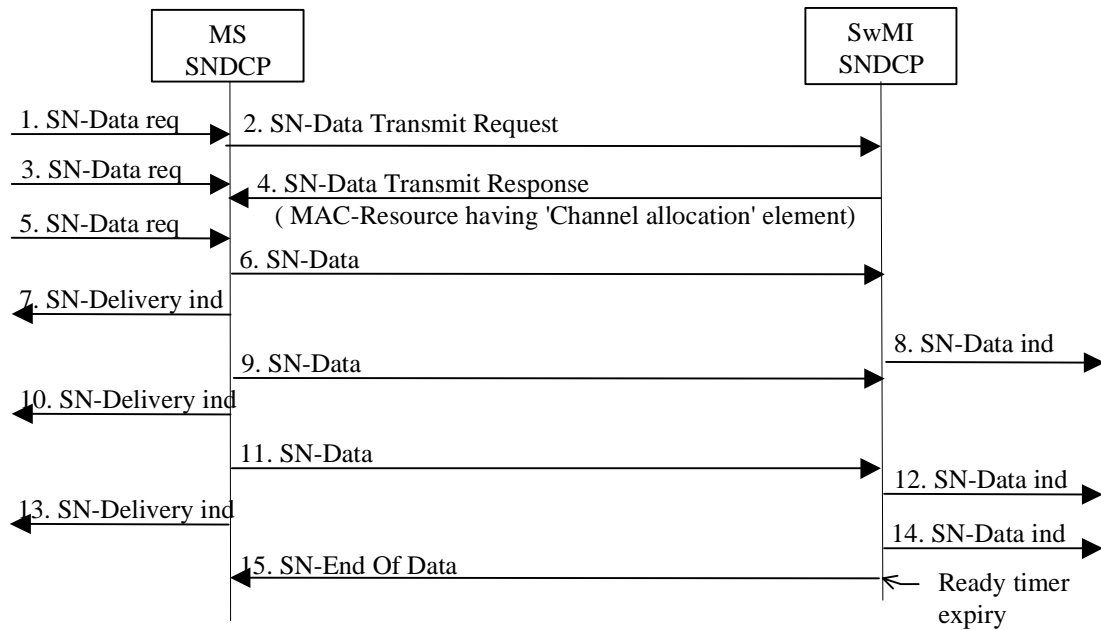 MS
SNDCP
SwMI
SNDCP
1. SN-Data req
2. SN-Data Transmit Request
3. SN-Data req
4. SN-Data Transmit Response
( MAC-Resource having 'Channel allocation' element)
5. SN-Data req
6. SN-Data
7. SN-Delivery ind
8. SN-Data ind
9. SN-Data
10. SN-Delivery ind
11. SN-Data
12. SN-Data ind
13. SN-Delivery ind
14. SN-Data ind
15. SN-End Of Data
Ready timer
expiry